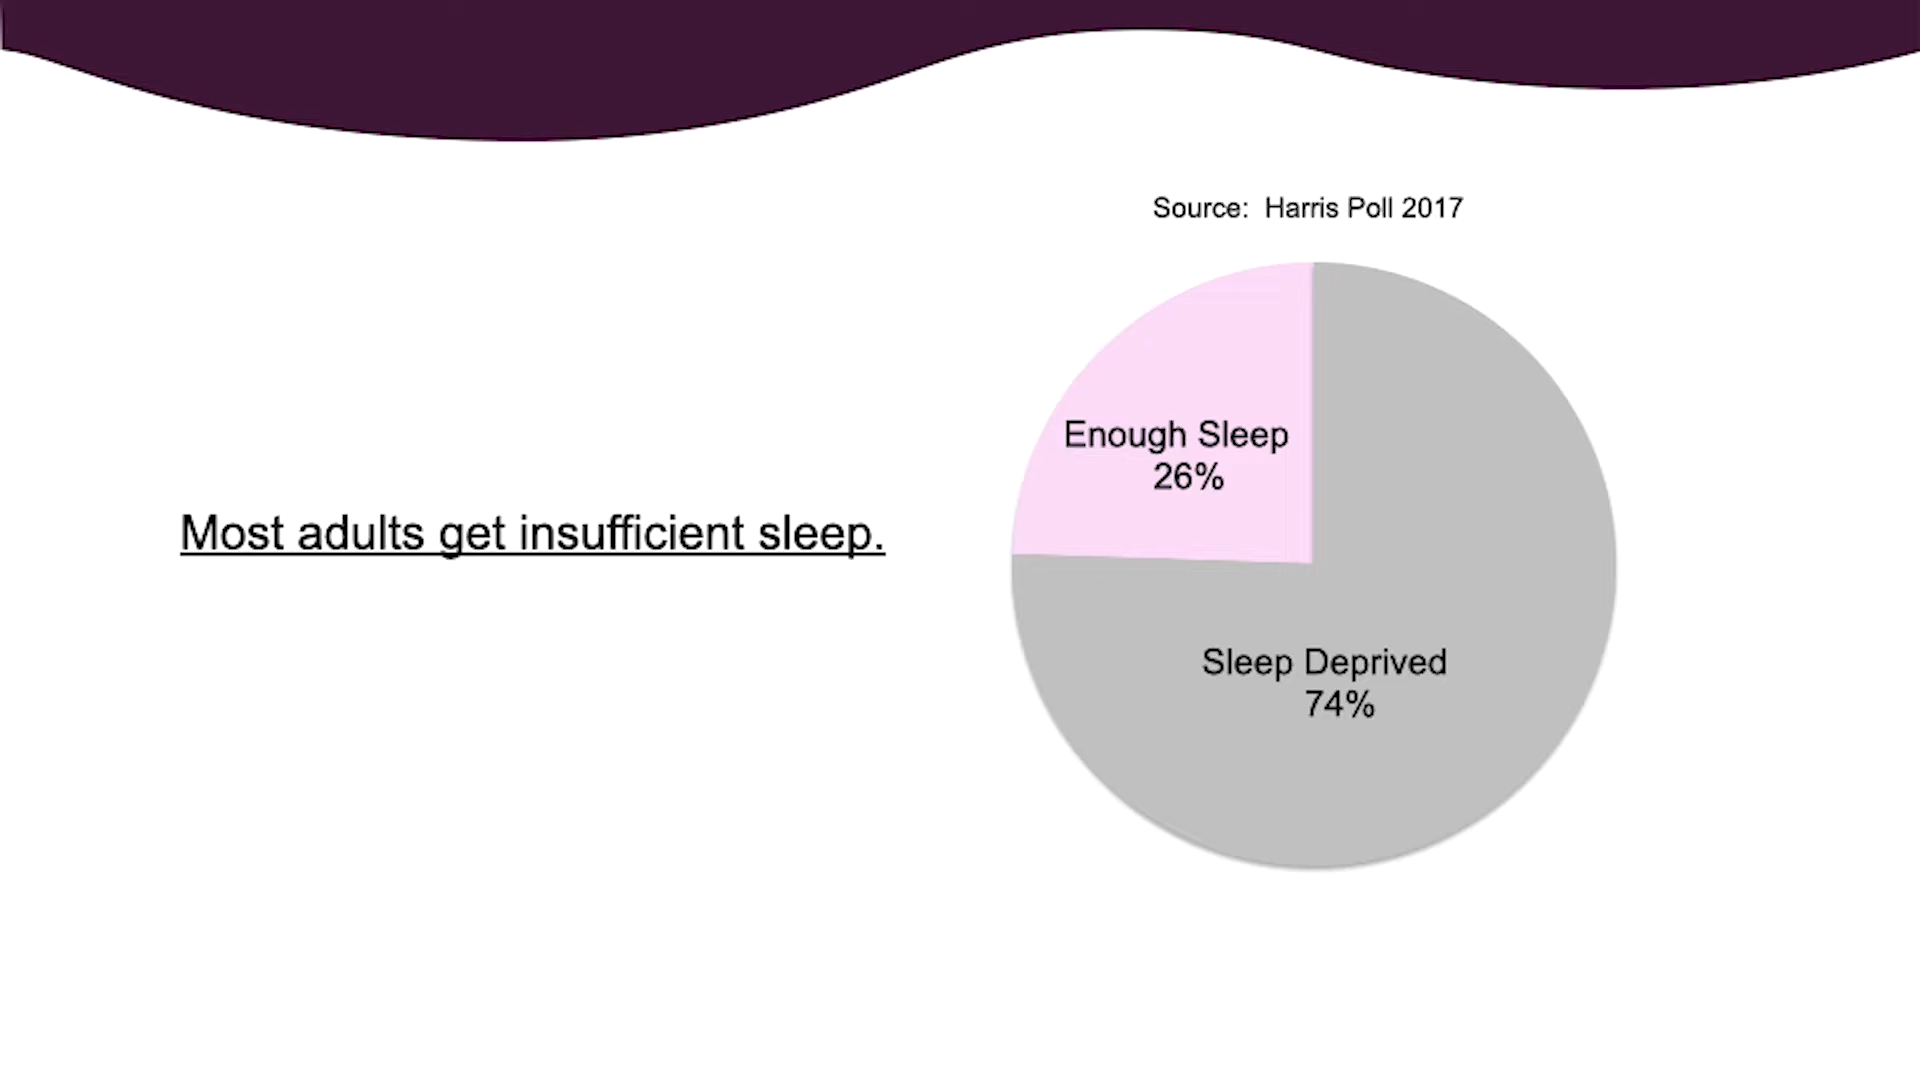 Source:  Harris Poll 2017
Enough Sleep
26%
Most adults get insufficient sleep.
Sleep Deprived
74%